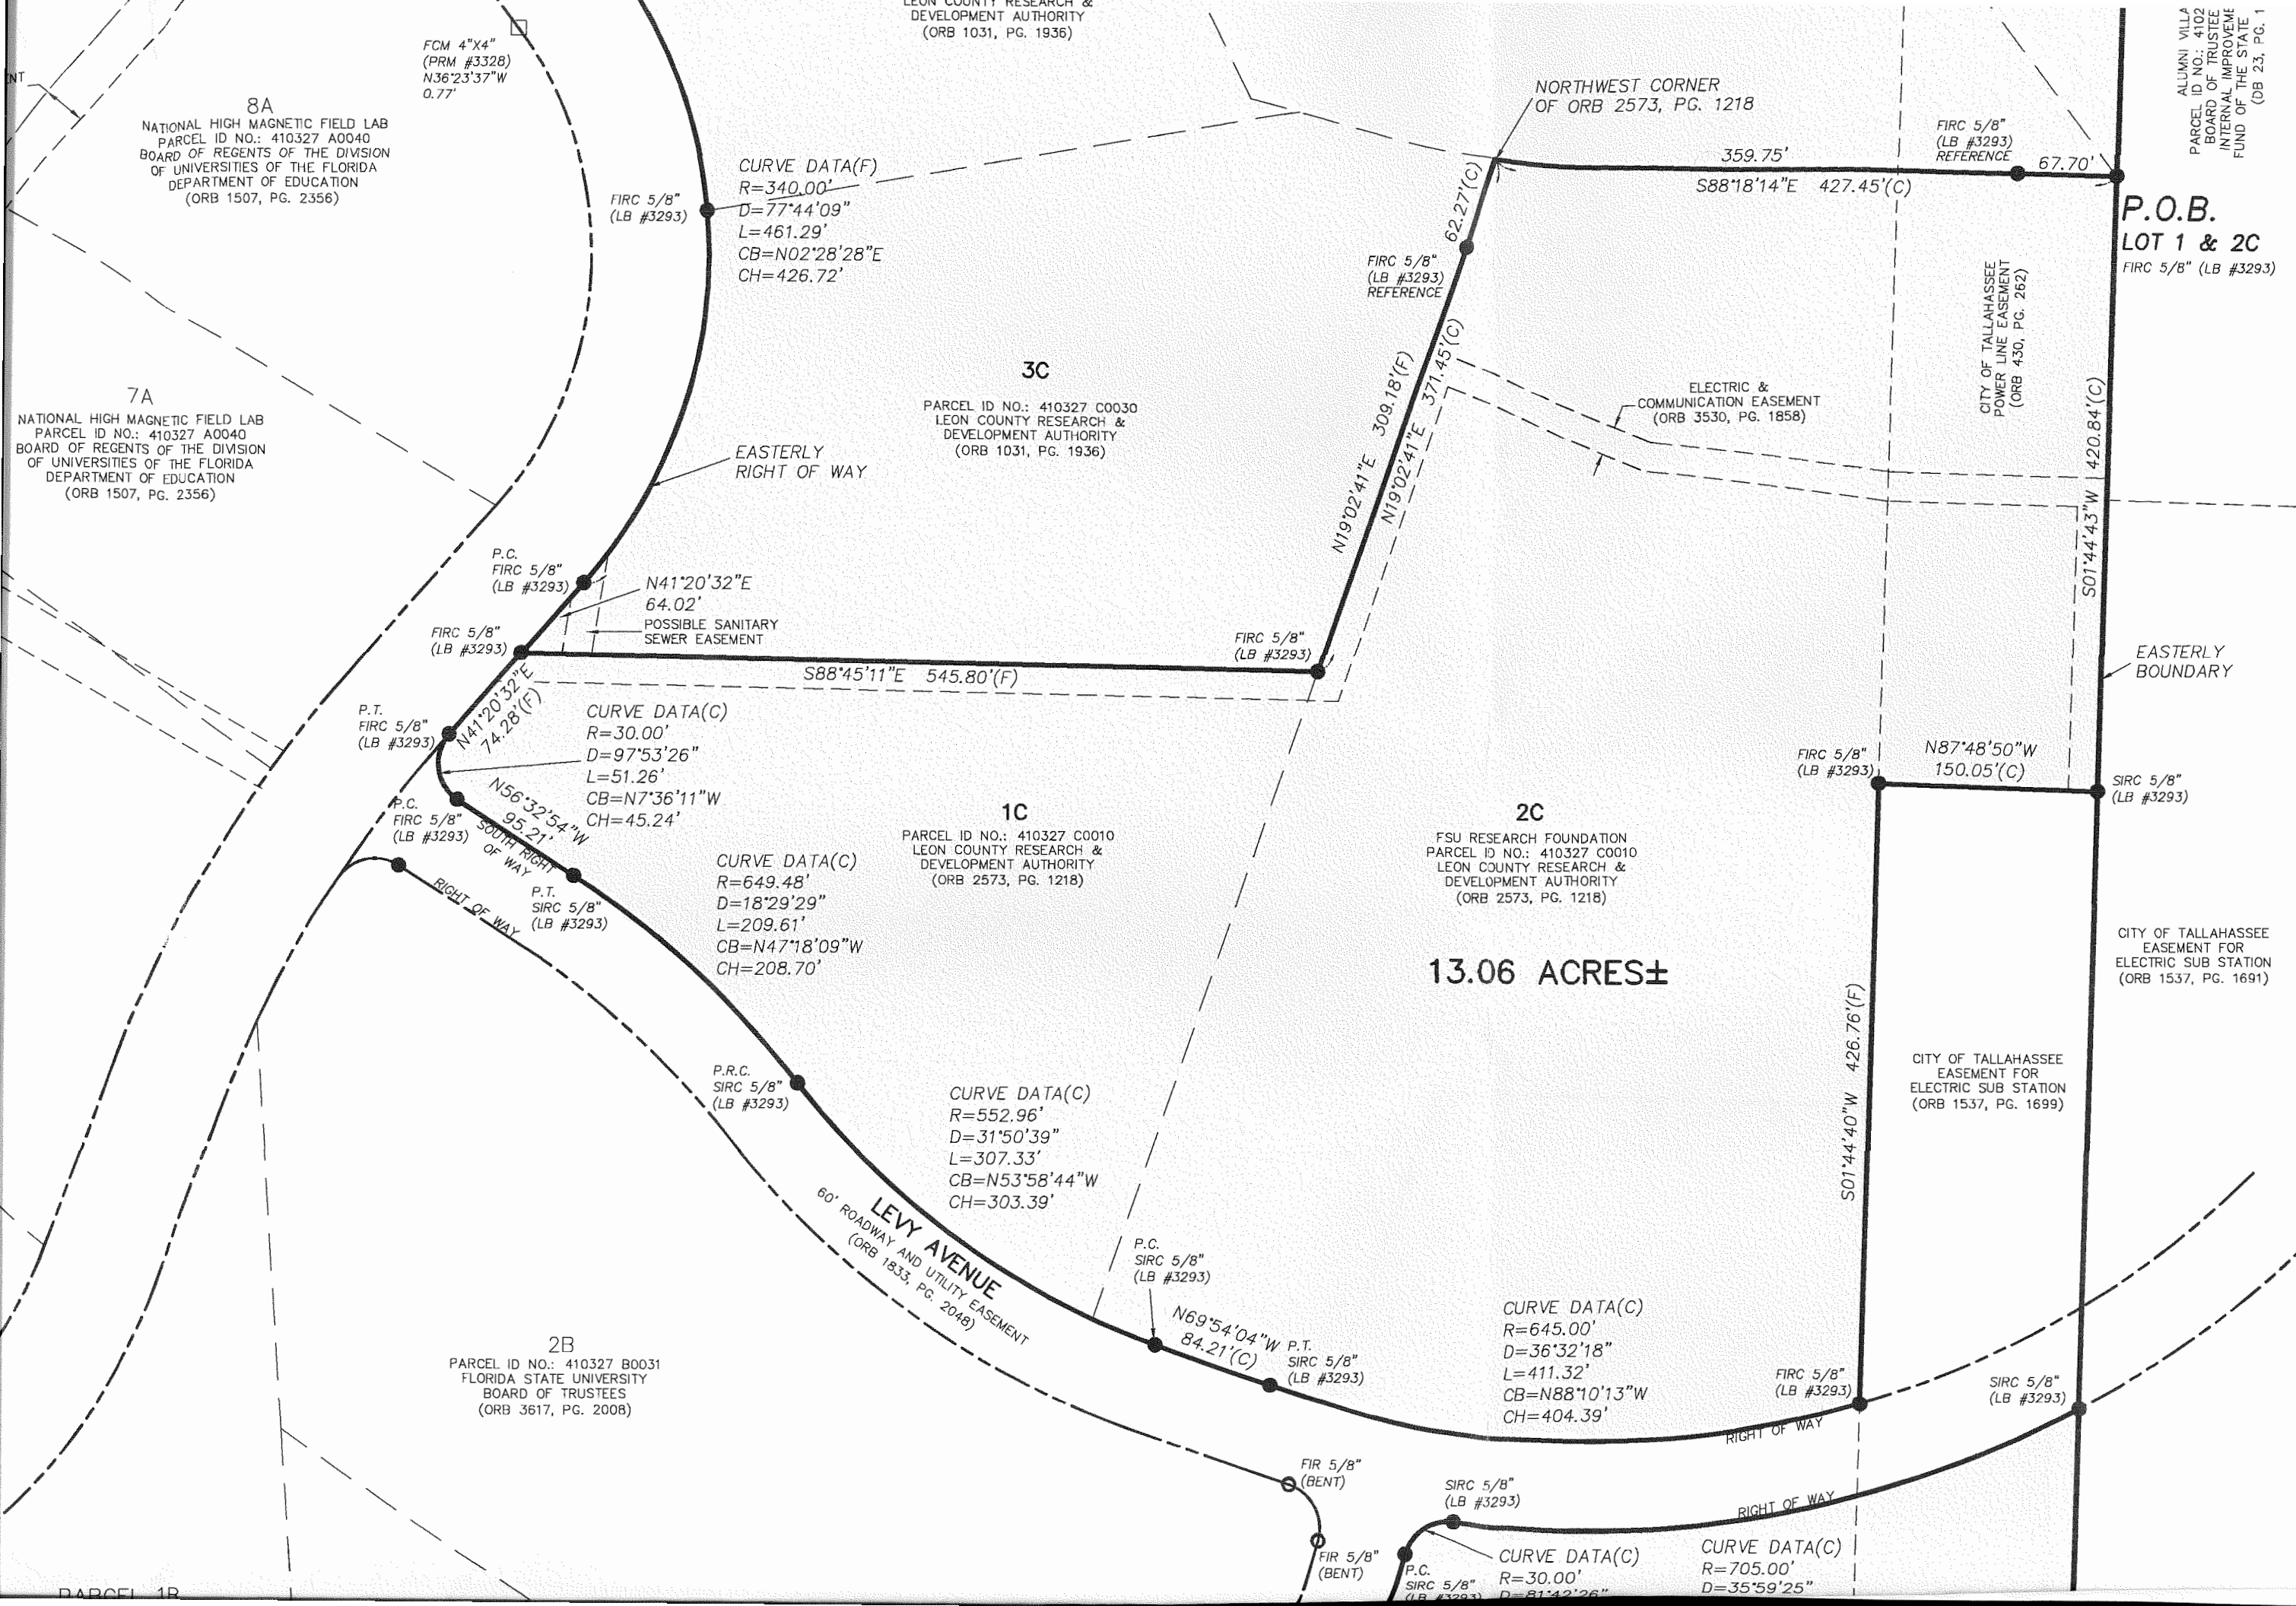 LEON COUNTY RESEARCH &
DEVELOPMENT AUTHORITY
(ORB 1031, PG. 1936)
FCM 4"X4"
(PRM #3328)
N36°23'37"W
0.77'
NT
8A
NATIONAL HIGH MAGNETIC FIELD LAB
PARCEL ID NO.: 410327 A0040
BOARD OF REGENTS OF THE DIVISION
OF UNIVERSITIES OF THE FLORIDA
DEPARTMENT OF EDUCATION
(ORB 1507, PG. 2356)
NORTHWEST CORNER
OF ORB 2573, PG. 1218
ALUMNI VILLA
PARCEL ID NO.: 4102
BOARD OF TRUSTEE
INTERNAL IMPROVEME
FUND OF THE STATE
(DB 23, PG. 1
FIRC 5/8"
(LB #3293)
REFERENCE
359.75'
67.70'
S88°18'14"E 427.45'(C)
P.O.B.
LOT 1 & 2C
FIRC 5/8" (LB #3293)
CURVE DATA(F)
R=340.00'
D=77°44'09"
L=461.29'
CB=N02°28'28"E
CH=426.72'
FIRC 5/8"
(LB #3293)
62.27'(C)
FIRC 5/8"
(LB #3293)
REFERENCE
CITY OF TALLAHASSEE
POWER LINE EASEMENT
(ORB 430, PG. 262)
3C
PARCEL ID NO.: 410327 C0030
LEON COUNTY RESEARCH &
DEVELOPMENT AUTHORITY
(ORB 1031, PG. 1936)
N19°02'41"E 309.18'(F)
N19°02'41"E 371.45'(C)
ELECTRIC &
COMMUNICATION EASEMENT
(ORB 3530, PG. 1858)
S01°44'43"W 420.84'(C)
7A
NATIONAL HIGH MAGNETIC FIELD LAB
PARCEL ID NO.: 410327 A0040
BOARD OF REGENTS OF THE DIVISION
OF UNIVERSITIES OF THE FLORIDA
DEPARTMENT OF EDUCATION
(ORB 1507, PG. 2356)
EASTERLY
RIGHT OF WAY
P.C.
FIRC 5/8"
(LB #3293)
N41°20'32"E
64.02'
POSSIBLE SANITARY
SEWER EASEMENT
FIRC 5/8"
(LB #3293)
FIRC 5/8"
(LB #3293)
S88°45'11"E 545.80'(F)
EASTERLY
BOUNDARY
N41°20'32"E
74.28'(F)
P.T.
FIRC 5/8"
(LB #3293)
CURVE DATA(C)
R=30.00'
D=97°53'26"
L=51.26'
CB=N7°36'11"W
CH=45.24'
FIRC 5/8"
(LB #3293)
N87°48'50"W
150.05'(C)
SIRC 5/8"
(LB #3293)
P.C.
FIRC 5/8"
(LB #3293)
N56°32'54"W
95.21'
SOUTH RIGHT
OF WAY
1C
PARCEL ID NO.: 410327 C0010
LEON COUNTY RESEARCH &
DEVELOPMENT AUTHORITY
(ORB 2573, PG. 1218)
2C
FSU RESEARCH FOUNDATION
PARCEL ID NO.: 410327 C0010
LEON COUNTY RESEARCH &
DEVELOPMENT AUTHORITY
(ORB 2573, PG. 1218)
13.06 ACRES±
CURVE DATA(C)
R=649.48'
D=18°29'29"
L=209.61'
CB=N47°18'09"W
CH=208.70'
RIGHT OF WAY
P.T.
SIRC 5/8"
(LB #3293)
CITY OF TALLAHASSEE
EASEMENT FOR
ELECTRIC SUB STATION
(ORB 1537, PG. 1691)
S01°44'40"W 426.76'(F)
CITY OF TALLAHASSEE
EASEMENT FOR
ELECTRIC SUB STATION
(ORB 1537, PG. 1699)
P.R.C.
SIRC 5/8"
(LB #3293)
CURVE DATA(C)
R=552.96'
D=31°50'39"
L=307.33'
CB=N53°58'44"W
CH=303.39'
LEVY AVENUE
60' ROADWAY AND UTILITY EASEMENT
(ORB 1833, PG. 2048)
P.C.
SIRC 5/8"
(LB #3293)
N69°54'04"W
84.21'(C)
P.T.
SIRC 5/8"
(LB #3293)
CURVE DATA(C)
R=645.00'
D=36°32'18"
L=411.32'
CB=N88°10'13"W
CH=404.39'
FIRC 5/8"
(LB #3293)
SIRC 5/8"
(LB #3293)
RIGHT OF WAY
2B
PARCEL ID NO.: 410327 B0031
FLORIDA STATE UNIVERSITY
BOARD OF TRUSTEES
(ORB 3617, PG. 2008)
FIR 5/8"
(BENT)
SIRC 5/8"
(LB #3293)
RIGHT OF WAY
FIR 5/8"
(BENT)
P.C.
SIRC 5/8"
(LB #3293)
CURVE DATA(C)
R=30.00'
D=81°42'26"
CURVE DATA(C)
R=705.00'
D=35°59'25"
PARCEL 1B